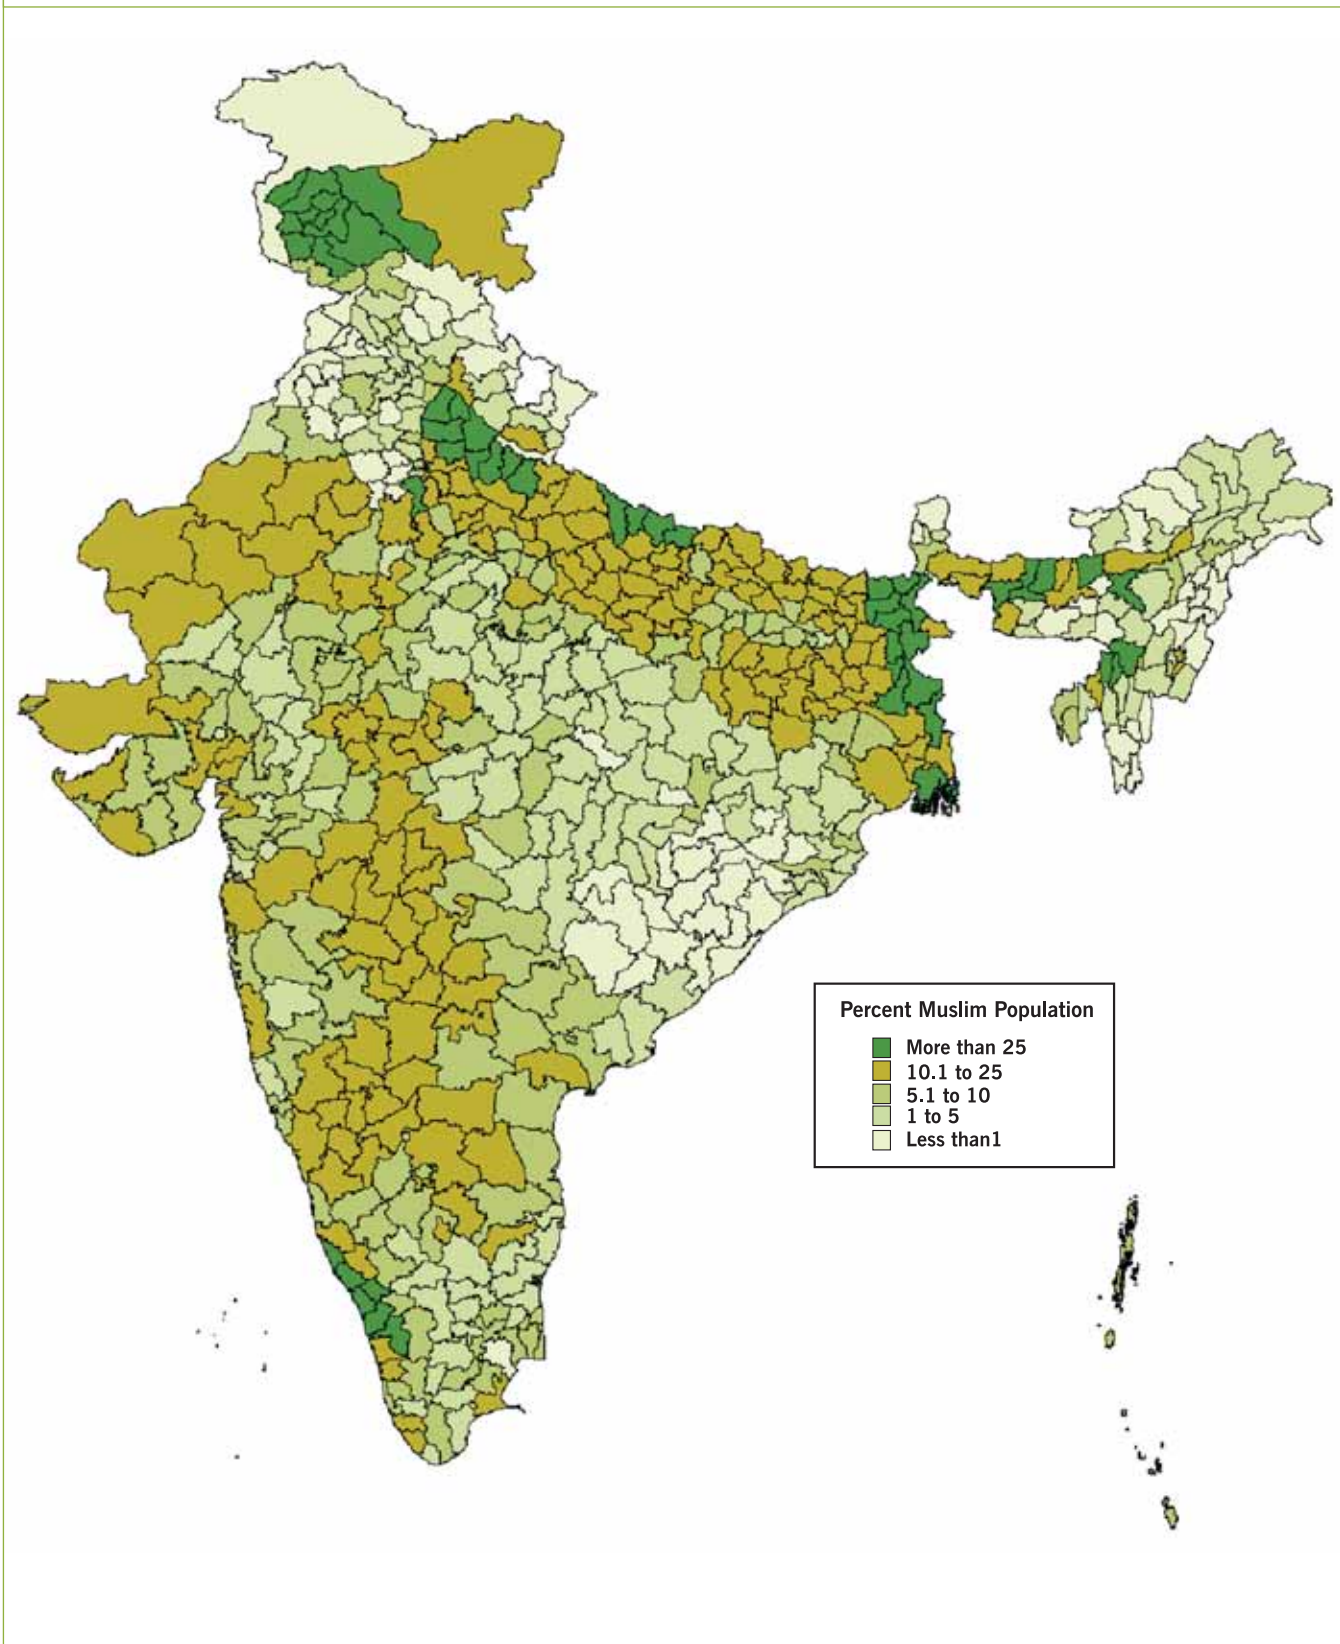 Percent Muslim Population
More than 25
10.1 to 25
5.1 to 10
1 to 5
Less than1